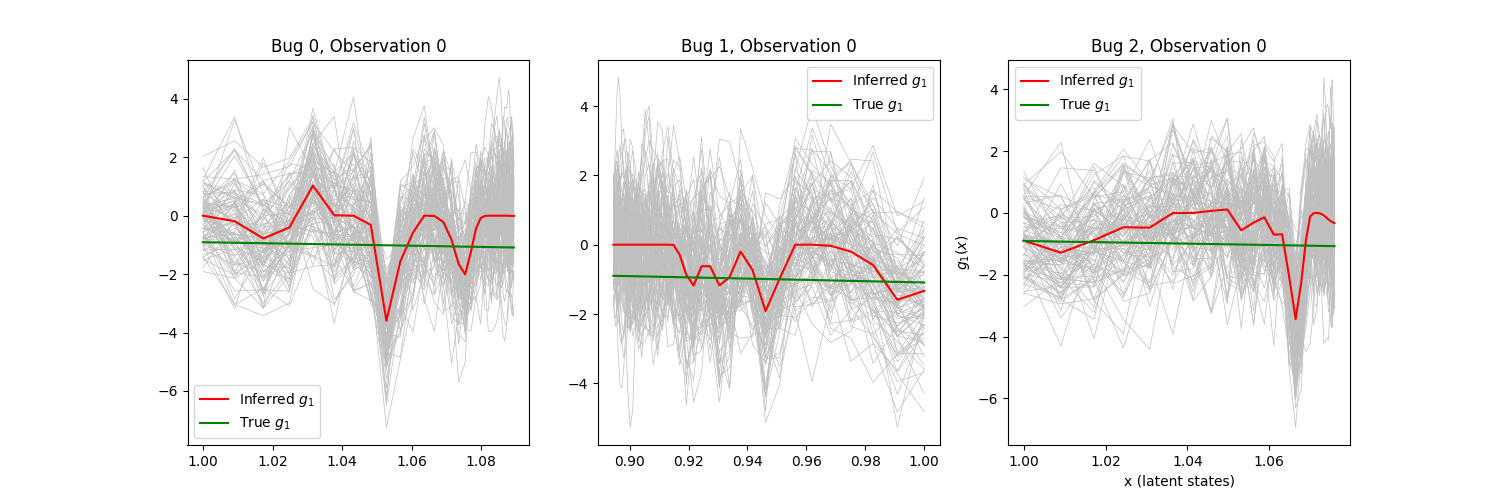 Bug 0, Observation 0
4
2
0
−2
−4
−6
Inferred g₁
True g₁
1.00 1.02 1.04 1.06 1.08
Bug 1, Observation 0
Inferred g₁
True g₁
4
2
0
−2
−4
0.90 0.92 0.94 0.96 0.98 1.00
Bug 2, Observation 0
Inferred g₁
True g₁
g₁(x)
4
2
0
−2
−4
−6
1.00 1.02 1.04 1.06
x (latent states)